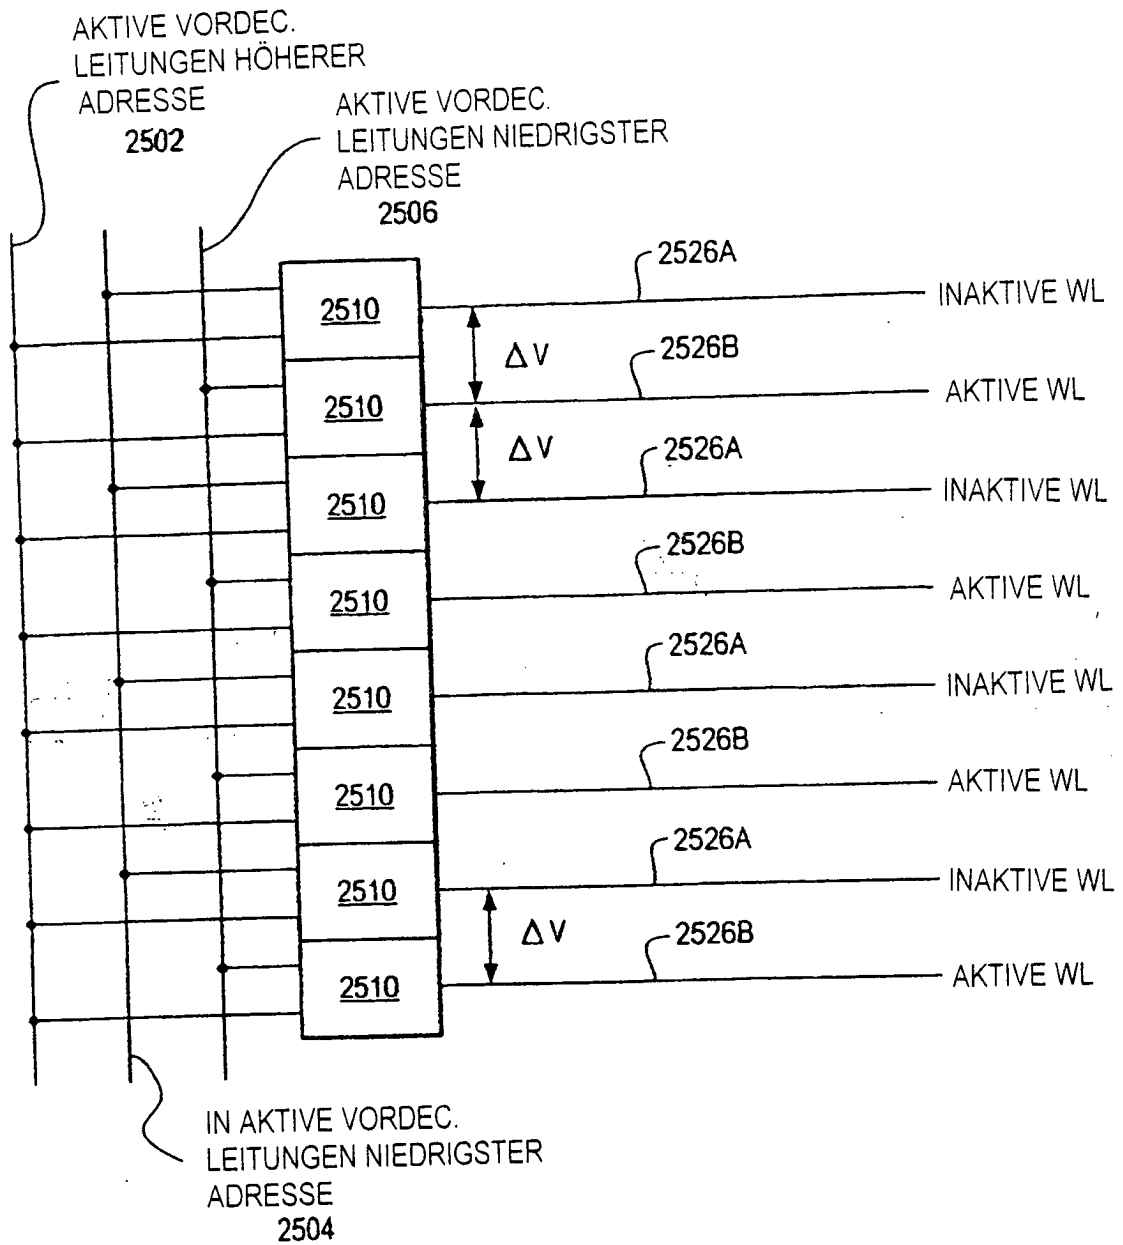 AKTIVE VORDEC.
LEITUNGEN HÖHERER
ADRESSE
2502
AKTIVE VORDEC.
LEITUNGEN NIEDRIGSTER
ADRESSE
2506
2510
2526A
INAKTIVE WL
ΔV
2510
2526B
AKTIVE WL
ΔV
2510
2526A
INAKTIVE WL
2510
2526B
AKTIVE WL
2510
2526A
INAKTIVE WL
2510
2526B
AKTIVE WL
2510
2526A
INAKTIVE WL
ΔV
2510
2526B
AKTIVE WL
IN AKTIVE VORDEC.
LEITUNGEN NIEDRIGSTER
ADRESSE
2504